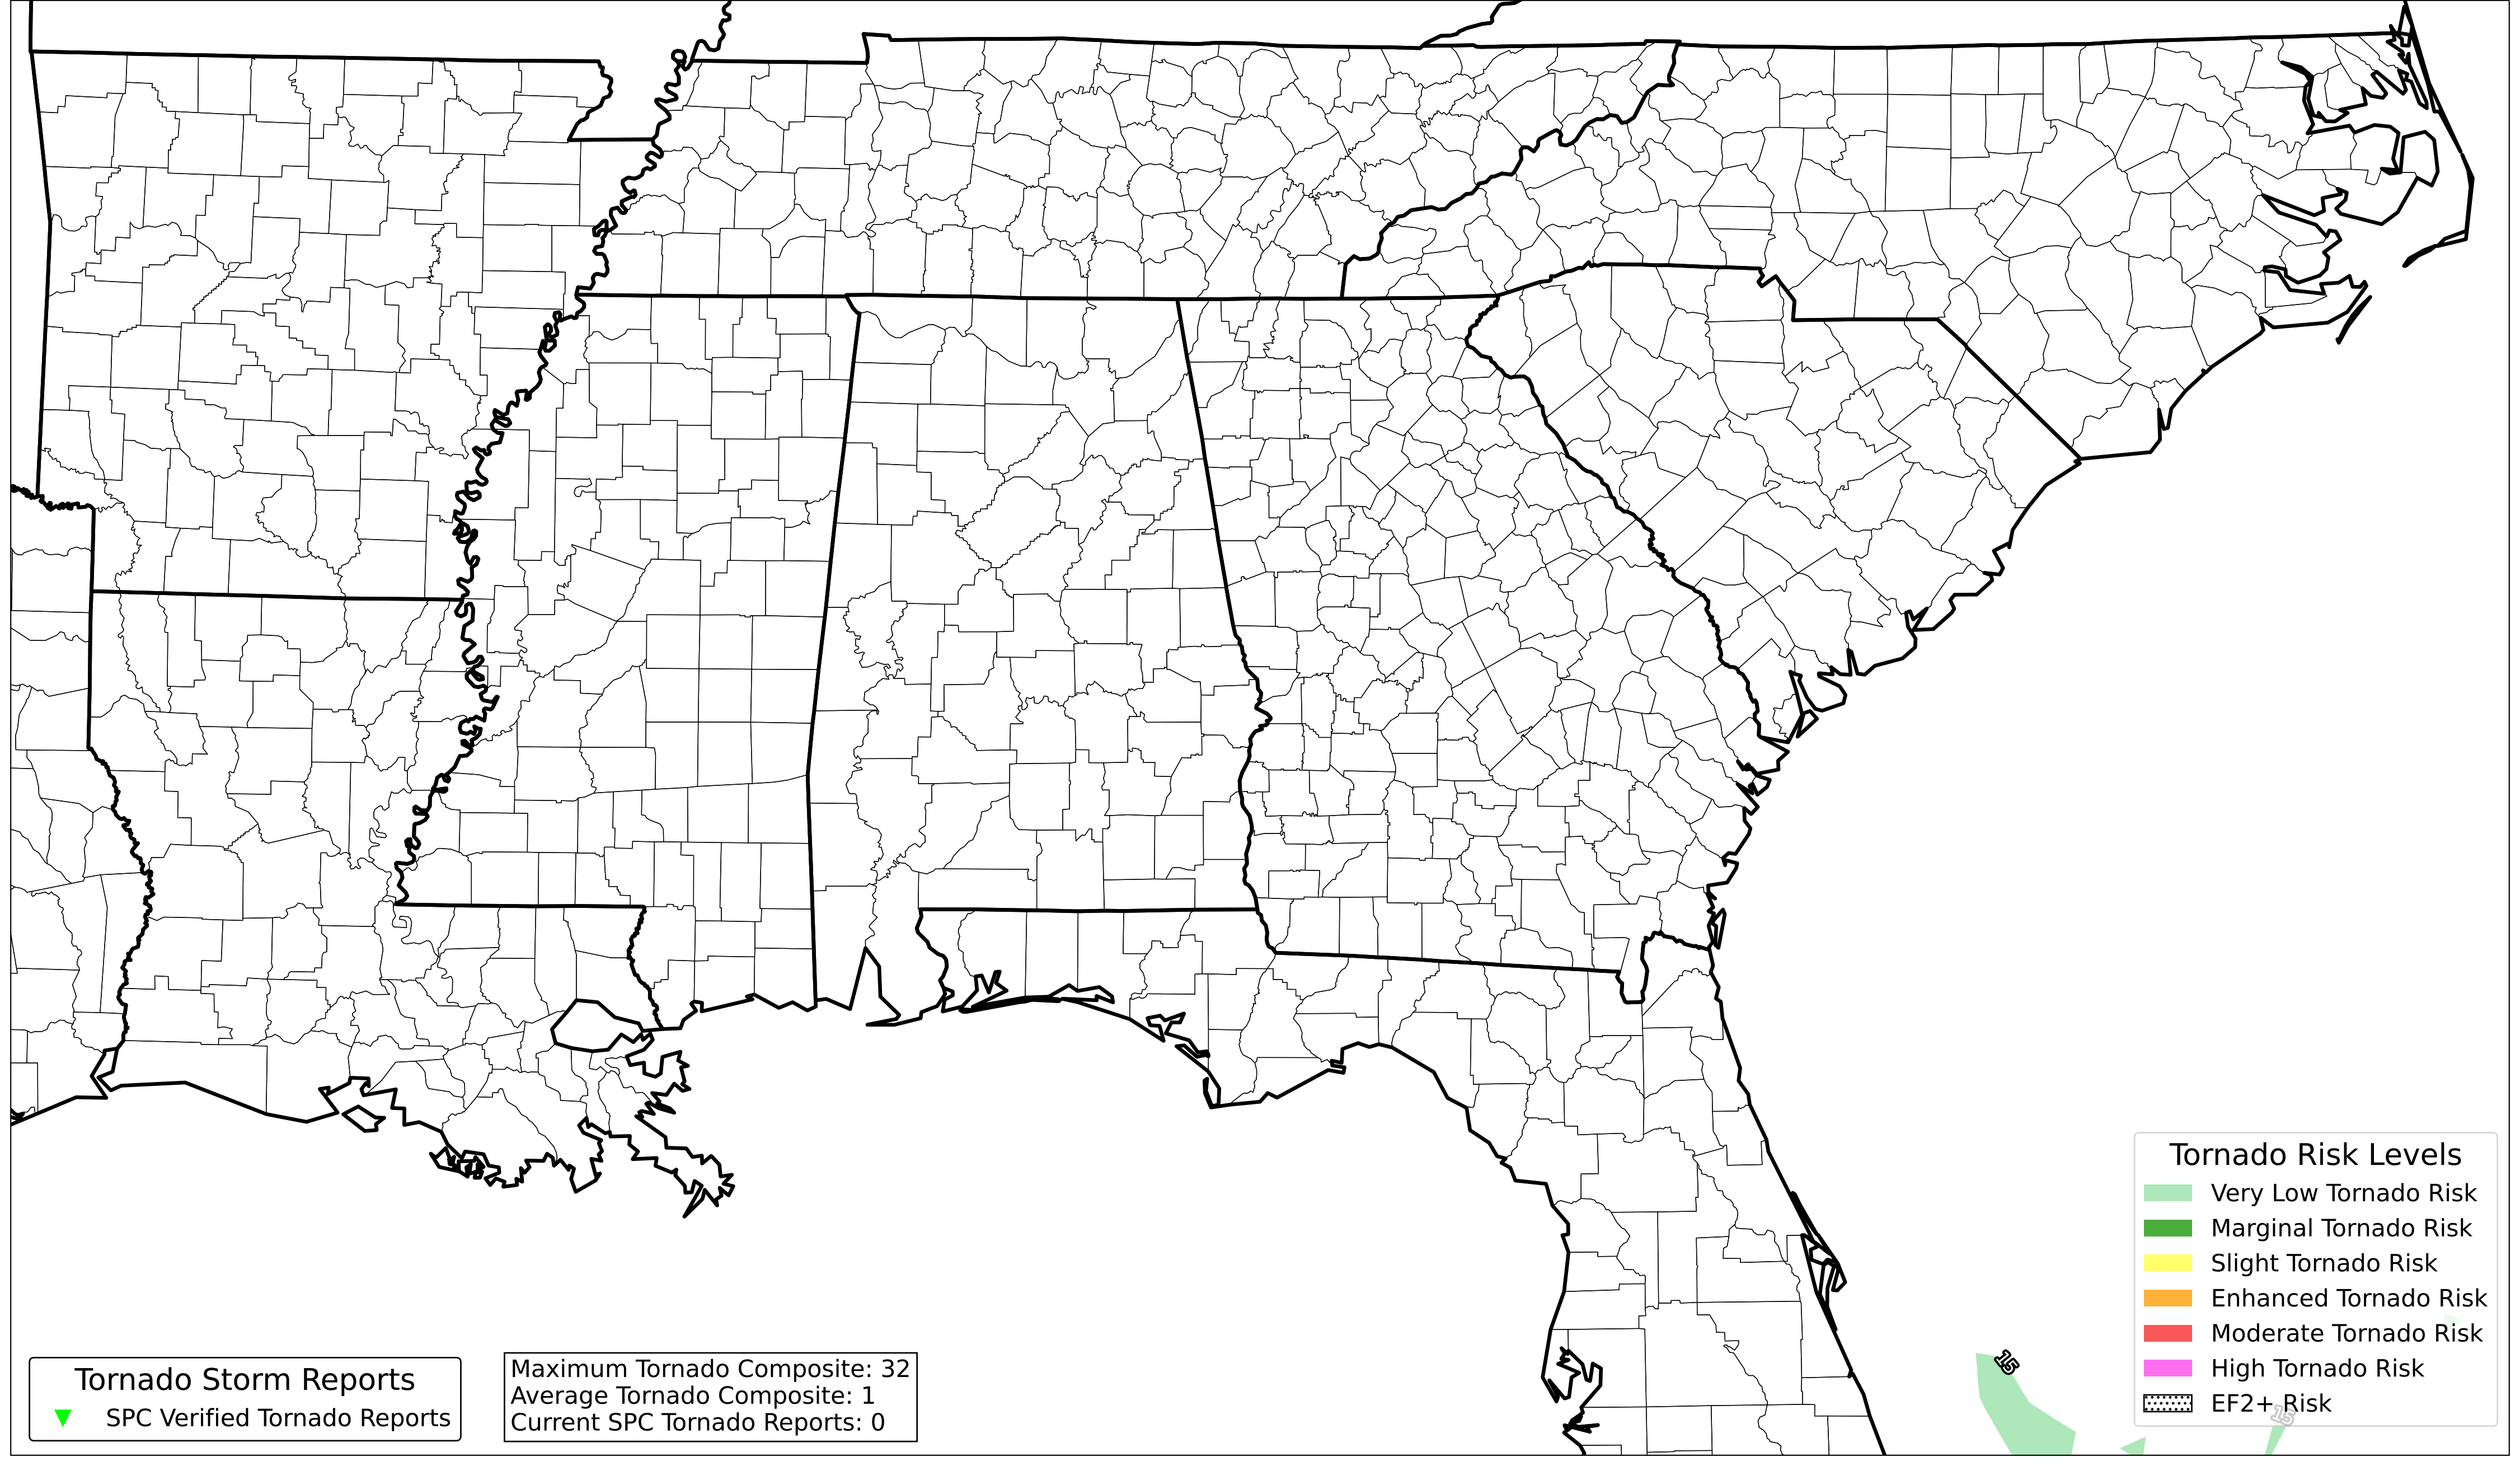 Tornado Risk Levels
Very Low Tornado Risk
Marginal Tornado Risk
Slight Tornado Risk
Enhanced Tornado Risk
Moderate Tornado Risk
High Tornado Risk
EF2+ Risk
15
15
Tornado Storm Reports
SPC Verified Tornado Reports
Maximum Tornado Composite: 32
Average Tornado Composite: 1
Current SPC Tornado Reports: 0